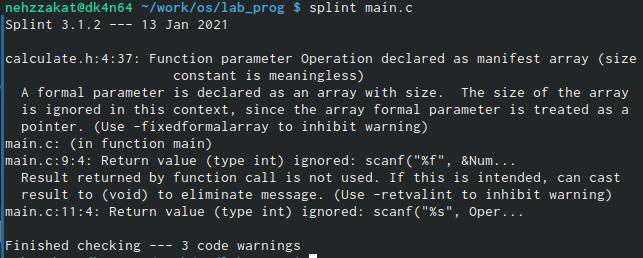 nehzzakat@dk4n64 ~/work/os/lab_prog $ splint main.c
Splint 3.1.2 --- 13 Jan 2021

calculate.h:4:37: Function parameter Operation declared as manifest array (size
                     constant is meaningless)
  A formal parameter is declared as an array with size.  The size of the array
  is ignored in this context, since the array formal parameter is treated as a
  pointer. (Use -fixedformalarray to inhibit warning)
main.c: (in function main)
main.c:9:4: Return value (type int) ignored: scanf("%f", &Num...
  Result returned by function call is not used. If this is intended, can cast
  result to (void) to eliminate message. (Use -retvalint to inhibit warning)
main.c:11:4: Return value (type int) ignored: scanf("%s", Oper...

Finished checking --- 3 code warnings